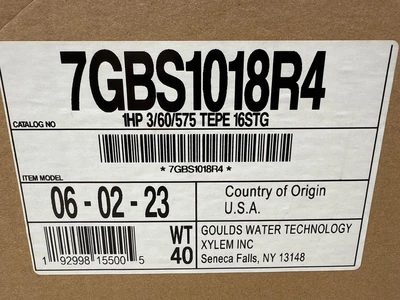 7GBS1018R4
1HP 3/60/575 TEPE 16STG
CATALOG NO
* 7GBS1018R4 *
ITEM MODEL
06 - 02 - 23
Country of Origin
U.S.A.
WT
40
GOULDS WATER TECHNOLOGY
XYLEM INC
Seneca Falls, NY 13148
1 92998 15500 5